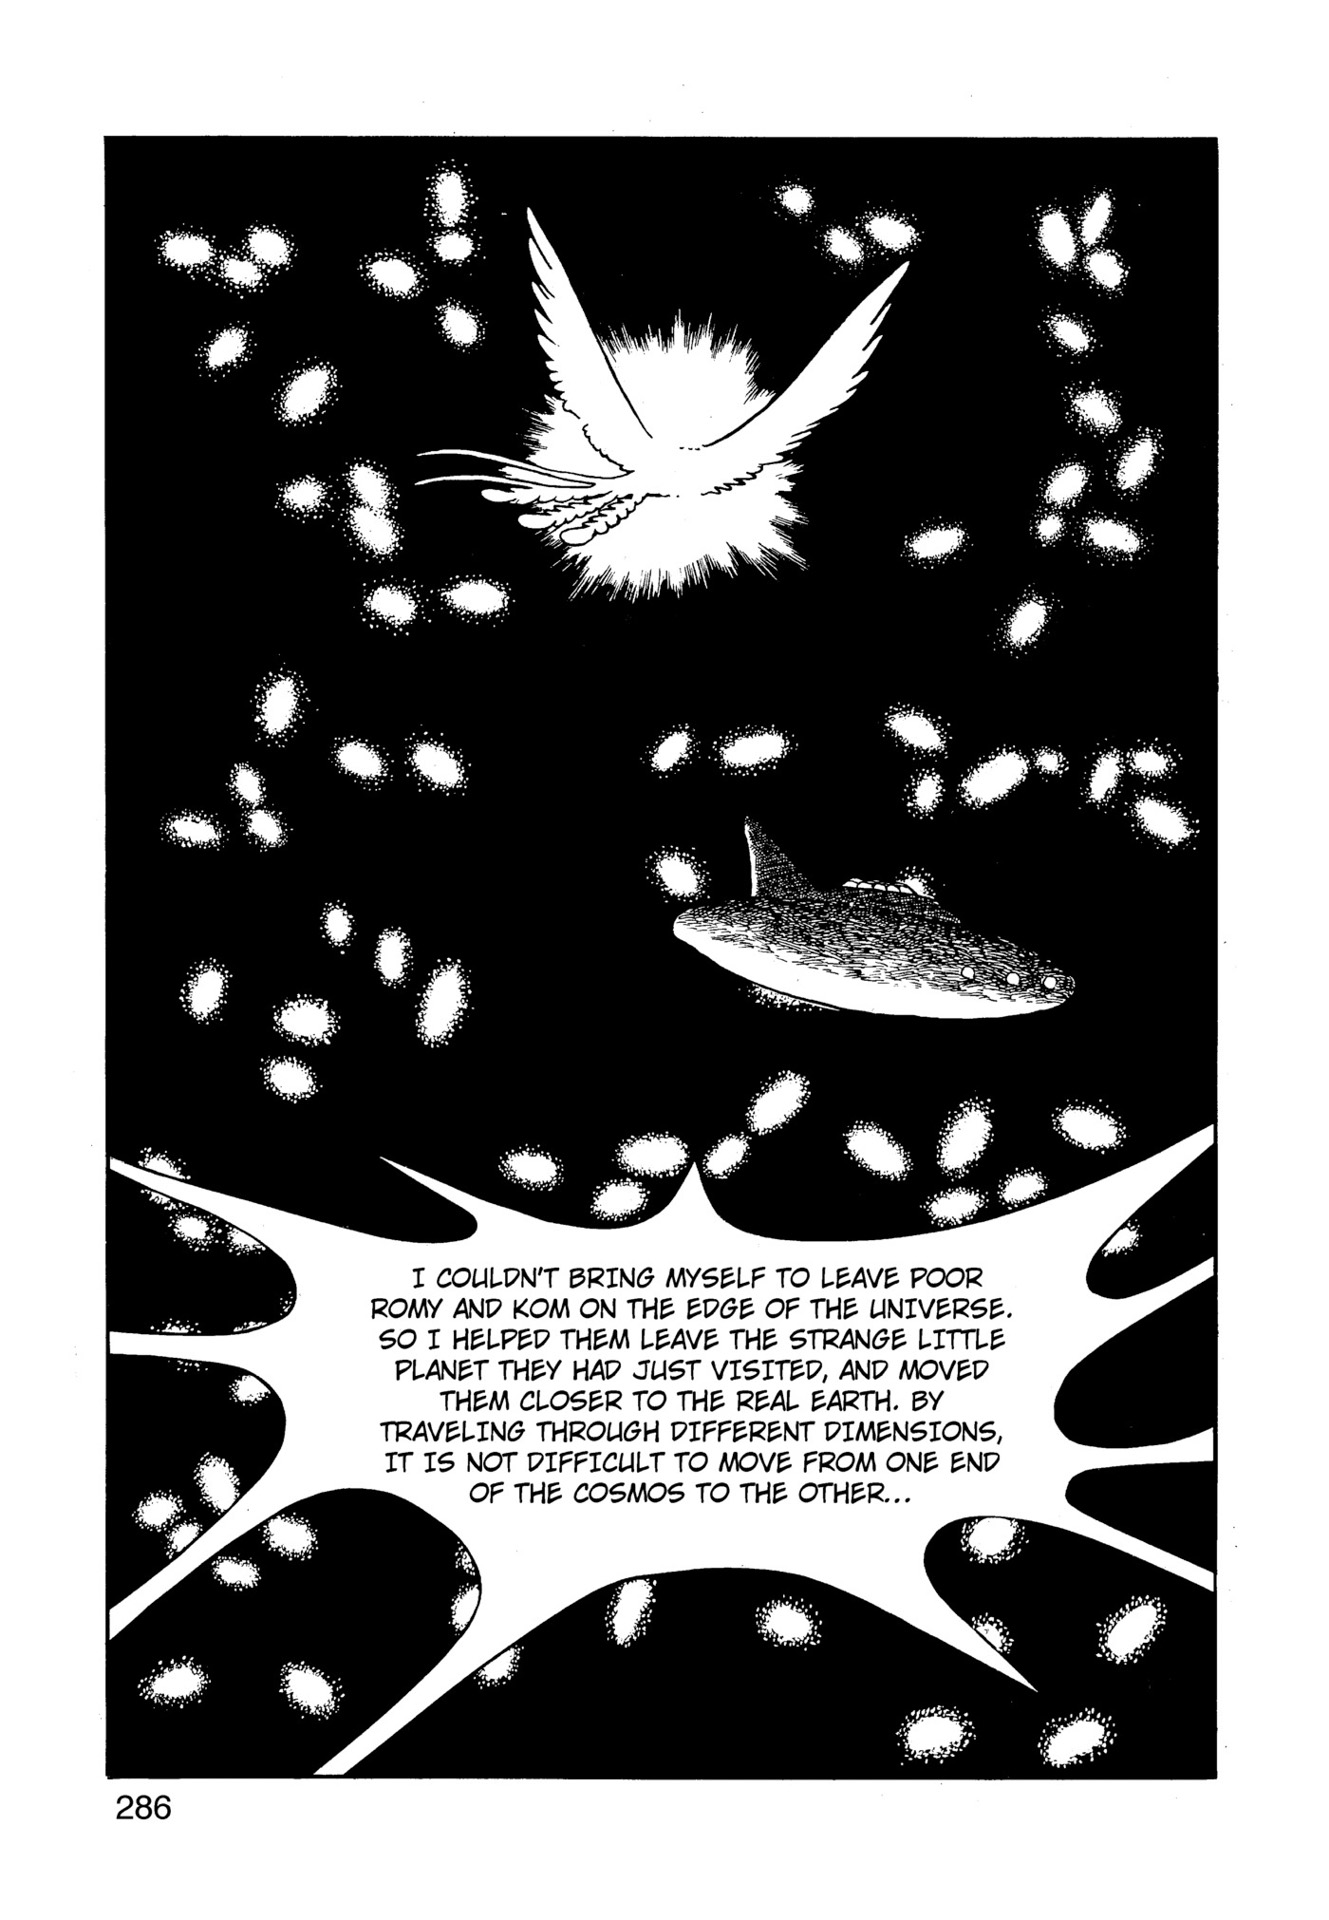 I COULDN'T BRING MYSELF TO LEAVE POOR
ROMY AND KOM ON THE EDGE OF THE UNIVERSE.
SO I HELPED THEM LEAVE THE STRANGE LITTLE
PLANET THEY HAD JUST VISITED, AND MOVED
THEM CLOSER TO THE REAL EARTH. BY
TRAVELING THROUGH DIFFERENT DIMENSIONS,
IT IS NOT DIFFICULT TO MOVE FROM ONE END
OF THE COSMOS TO THE OTHER...
286